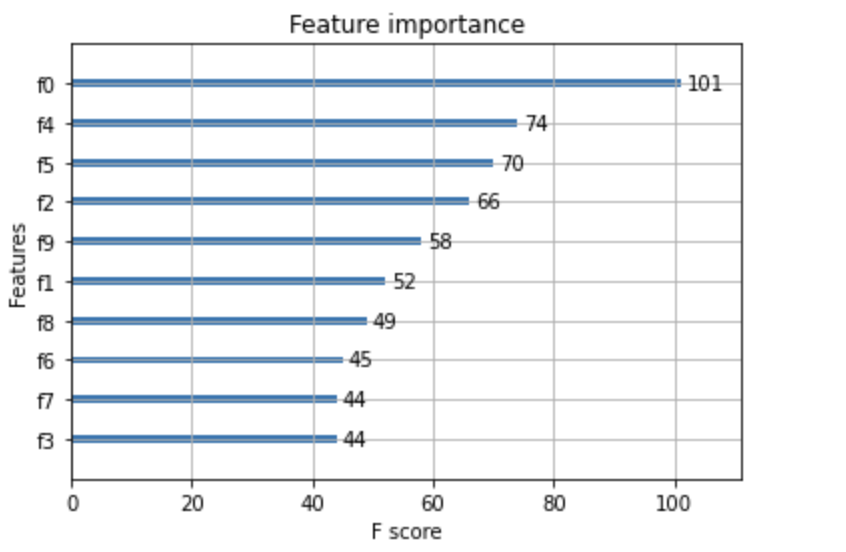 Feature importance
Features
f0 101
f4 74
f5 70
f2 66
f9 58
f1 52
f8 49
f6 45
f7 44
f3 44
0 20 40 60 80 100
F score